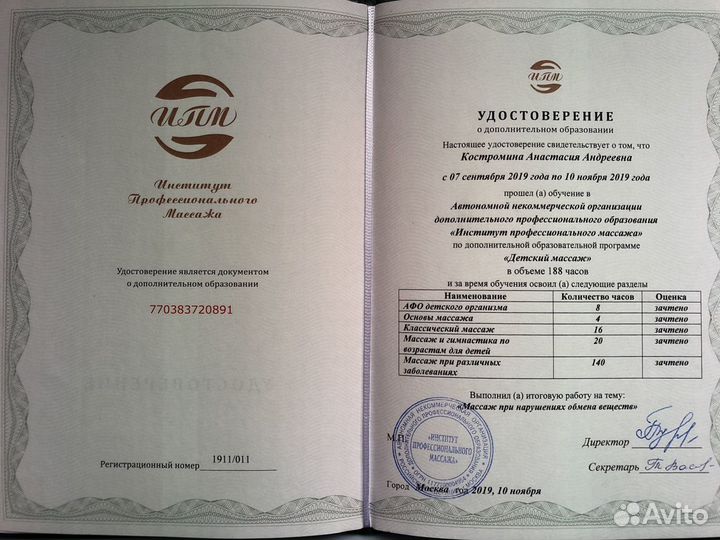 ИПМ
Институт
Профессионального
Массажа
Удостоверение является документом
о дополнительном образовании
770383720891
Регистрационный номер 1911/011
ИПМ
УДОСТОВЕРЕНИЕ
о дополнительном образовании
Настоящее удостоверение свидетельствует о том, что
Костромина Анастасия Андреевна
с 07 сентября 2019 года по 10 ноября 2019 года
прошел (а) обучение в
Автономной некоммерческой организации
дополнительного профессионального образования
«Институт профессионального массажа»
по дополнительной образовательной программе
«Детский массаж»
в объеме 188 часов
и за время обучения освоил (а) следующие разделы
Наименование Количество часов Оценка
АФО детского организма 8 зачтено
Основы массажа 4 зачтено
Классический массаж 16 зачтено
Массаж и гимнастика по
возрастам для детей 20 зачтено
Массаж при различных
заболеваниях 140 зачтено
Выполнил (а) итоговую работу на тему:
«Массаж при нарушениях обмена веществ»
М.П.
АВТОНОМНАЯ НЕКОММЕРЧЕСКАЯ ОРГАНИЗАЦИЯ
ДОПОЛНИТЕЛЬНОГО ПРОФЕССИОНАЛЬНОГО ОБРАЗОВАНИЯ
«ИНСТИТУТ
ПРОФЕССИОНАЛЬНОГО
МАССАЖА»
Директор
Секретарь
Город Москва год 2019, 10 ноября
Avito